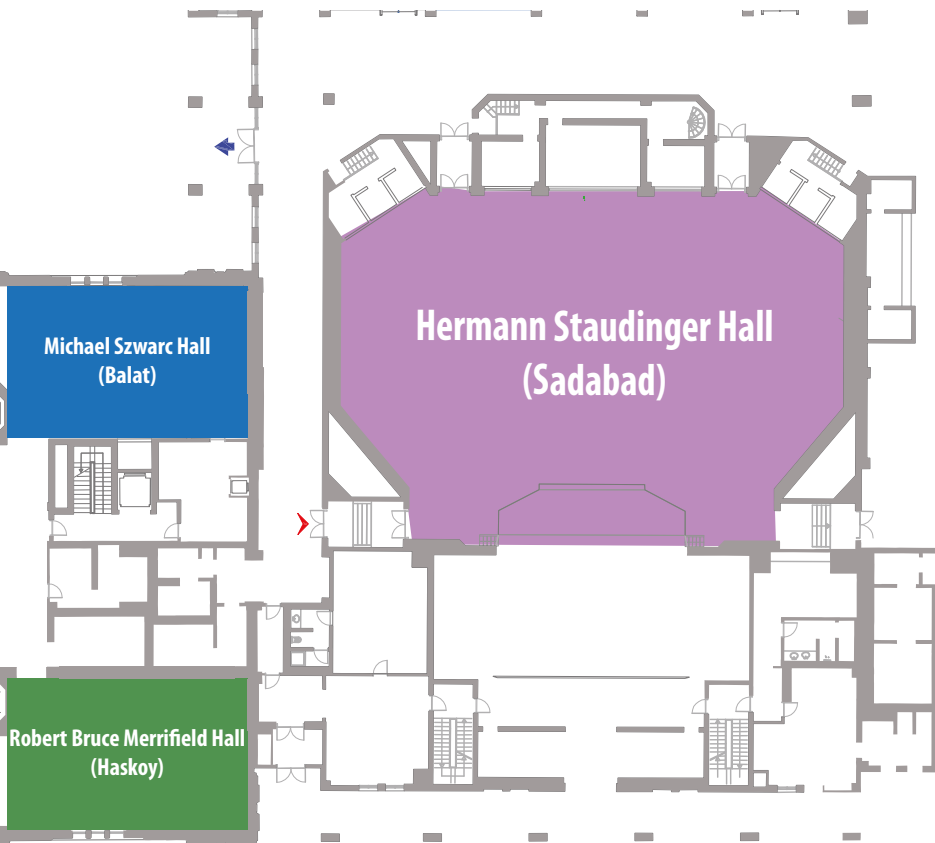 Hermann Staudinger Hall
(Sadabad)
Michael Szwarc Hall
(Balat)
Robert Bruce Merrifield Hall
(Haskoy)